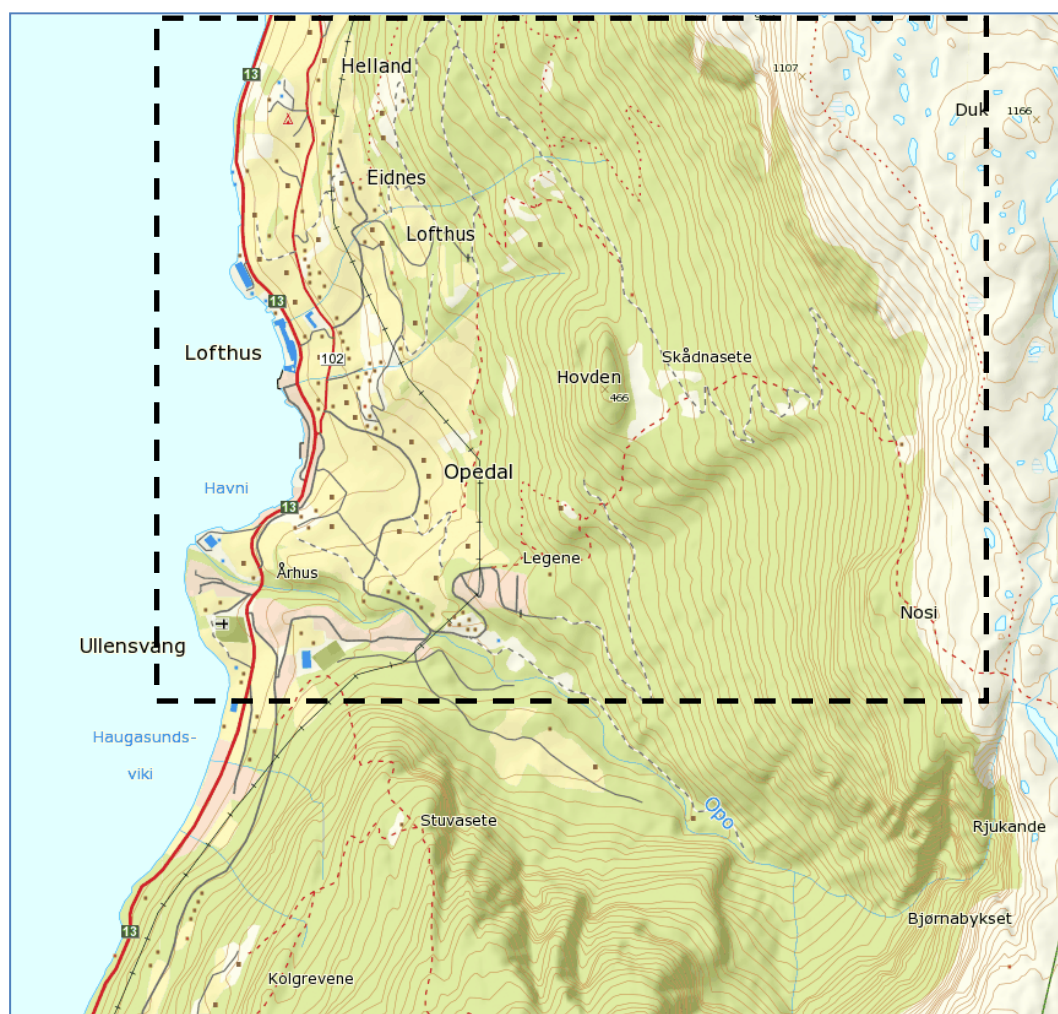 Helland
13
1107
Duk
1166
Eidnes
Lofthus
13
Lofthus
102
Skådnasete
Hovden
466
Opedal
Havni
13
Legene
Århus
Nosi
Ullensvang
Haugasunds-
viki
Opo
Stuvasete
Rjukande
Bjørnabykset
13
Kolgrevene